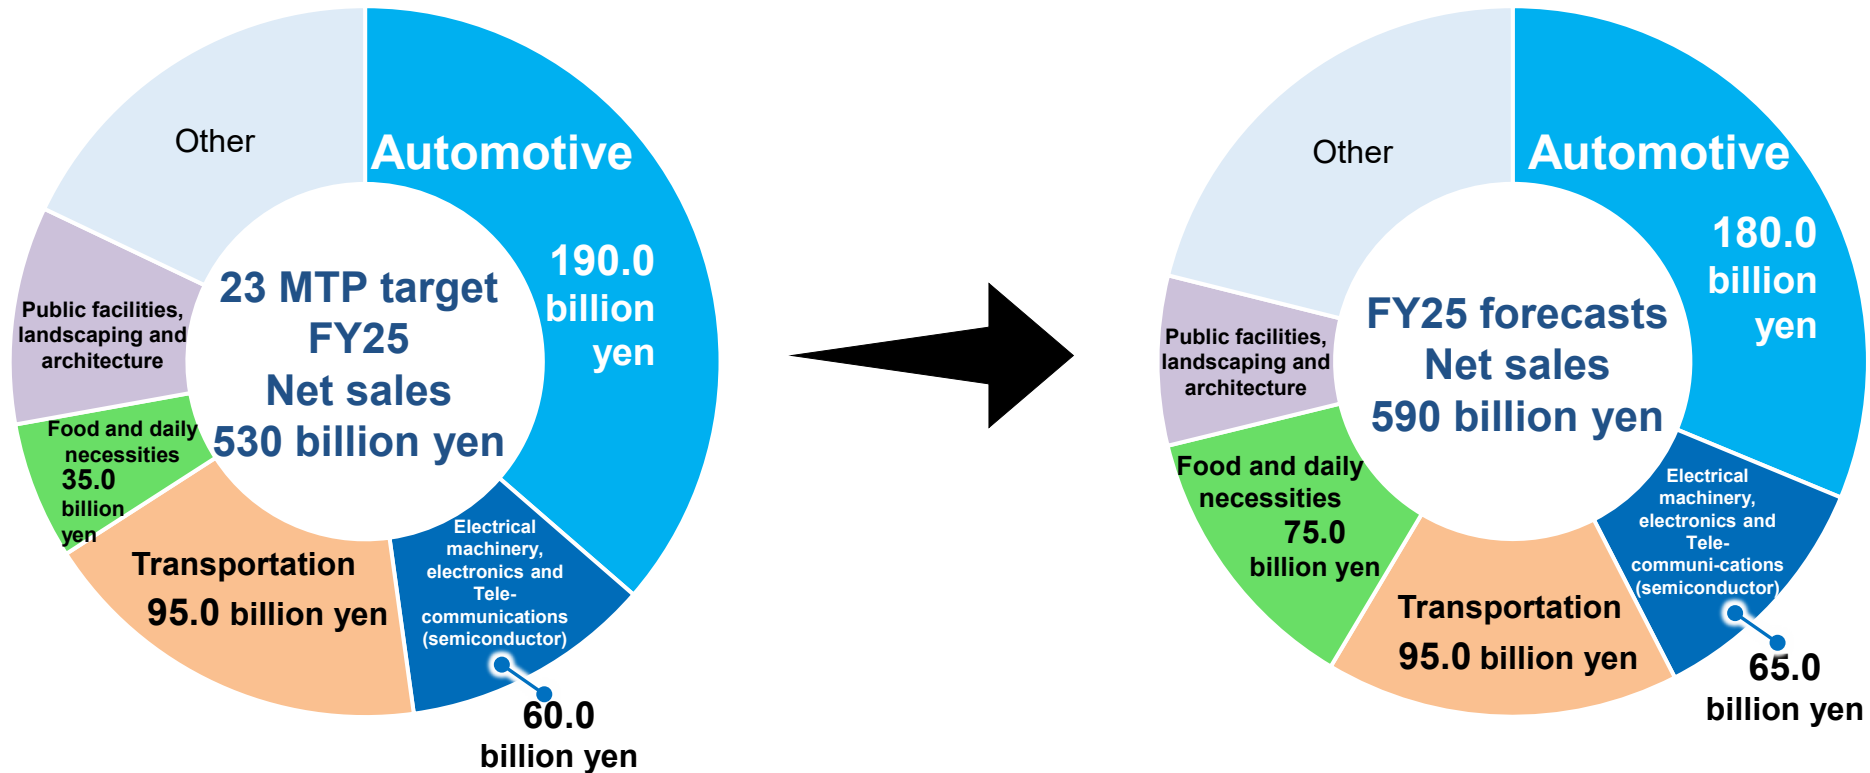 Other
Automotive
190.0
billion
yen
23 MTP target
FY25
Net sales
530 billion yen
Public facilities,
landscaping and
architecture
Food and daily
necessities
35.0
billion
yen
Transportation
95.0 billion yen
Electrical
machinery,
electronics and
Tele-
communications
(semiconductor)
60.0
billion yen
Other
Automotive
180.0
billion
yen
FY25 forecasts
Net sales
590 billion yen
Public facilities,
landscaping and
architecture
Food and daily
necessities
75.0
billion yen
Transportation
95.0 billion yen
Electrical
machinery,
electronics and
Tele-
communi-cations
(semiconductor)
65.0
billion yen